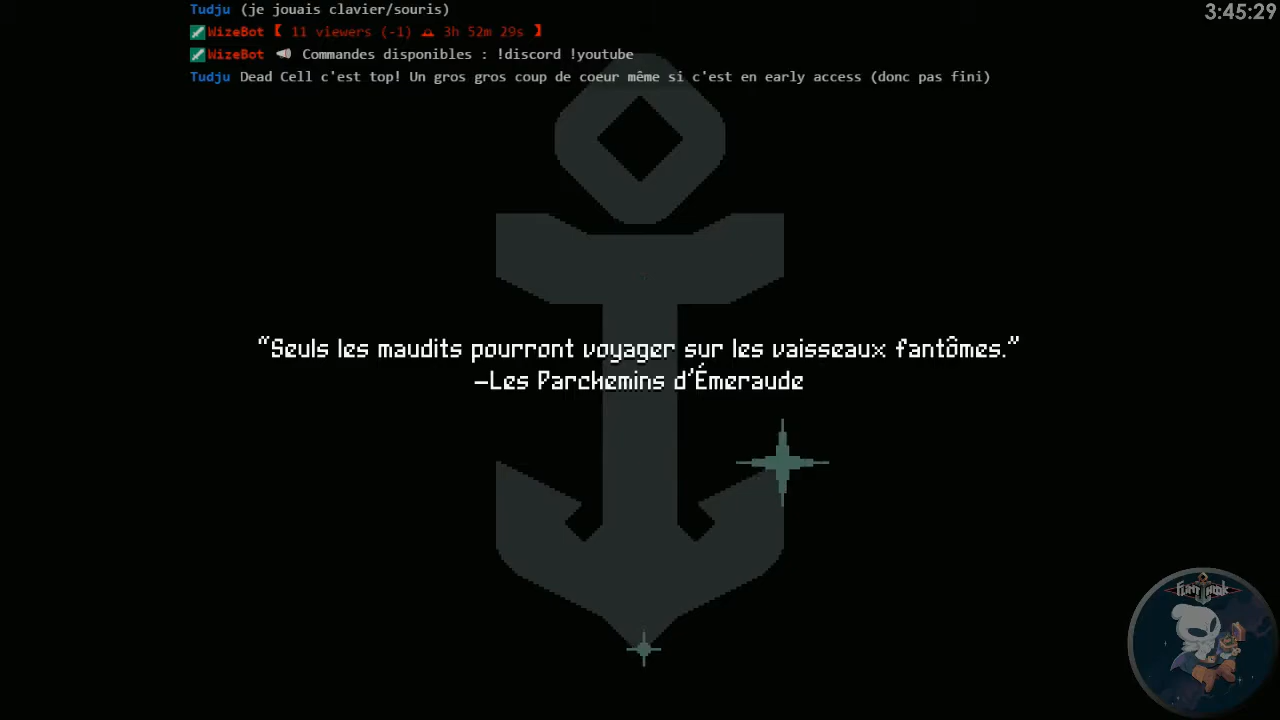 Tudju (je jouais clavier/souris)
3:45:29
WizeBot 【 11 viewers (-1) 3h 52m 29s 】
WizeBot Commandes disponibles : !discord !youtube
Tudju Dead Cell c'est top! Un gros gros coup de coeur même si c'est en early access (donc pas fini)
“Seuls les maudits pourront voyager sur les vaisseaux fantômes.”
—Les Parchemins d'Émeraude
FLINTHOOK